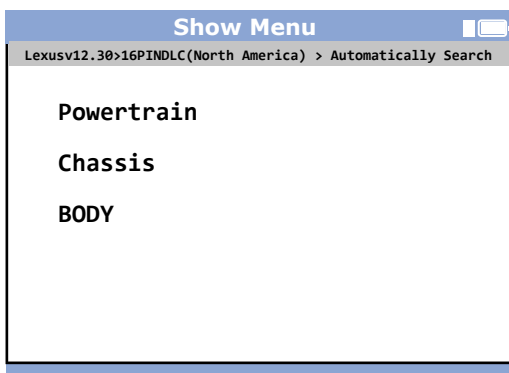 Show Menu
Lexusv12.30>16PINDLC(North America) > Automatically Search
Powertrain
Chassis
BODY